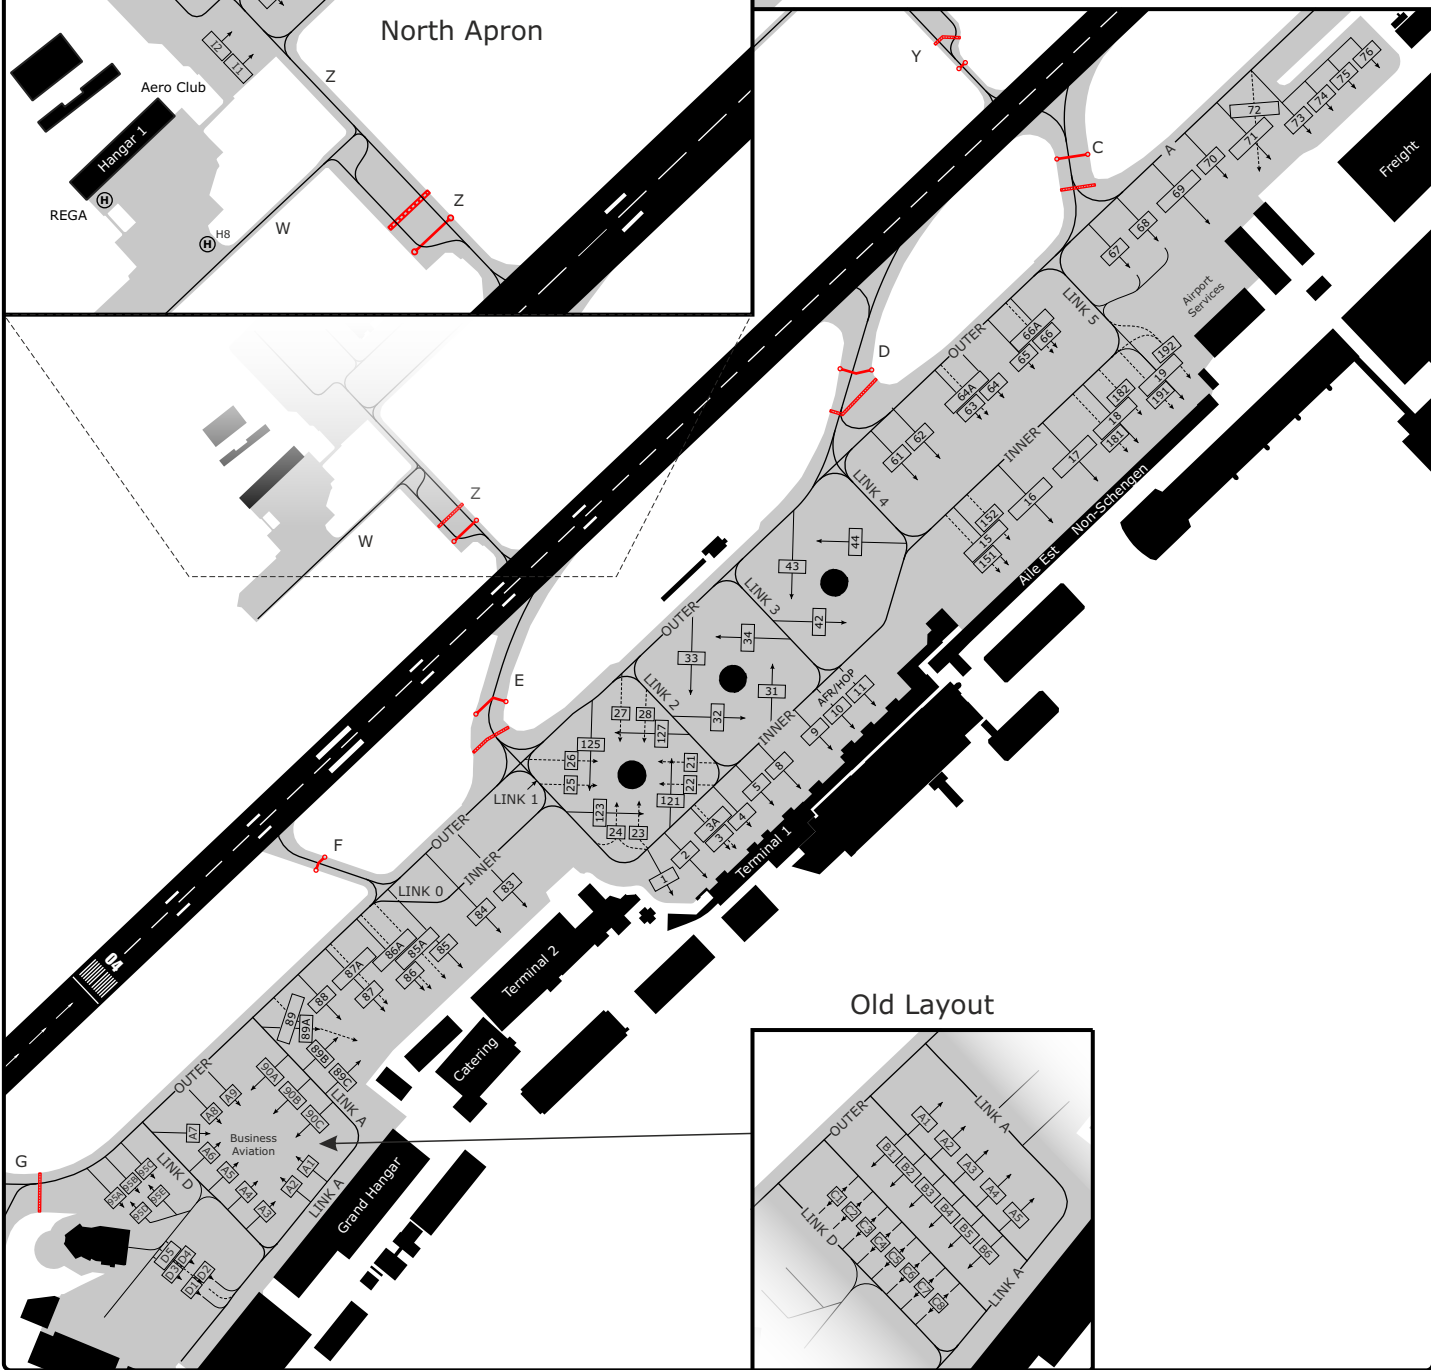 North Apron
I2
I1
Z
Aero Club
Hangar 1
REGA
H
H
H8
W
Z
Y
C
A
76
75
74
73
72
71
70
69
68
67
Freight
LINK 5
Airport
Services
D
OUTER
66A
66
65
64A
64
63
62
61
192
19
191
182
18
181
17
16
152
15
151
INNER
LINK 4
Aile Est
Non-Schengen
Z
W
44
43
42
LINK 3
OUTER
34
33
32
31
AFR/HOP
11
10
9
8
5
4
3A
3
2
1
INNER
LINK 2
E
27
28
127
125
26
25
21
22
121
123
24
23
LINK 1
Terminal 1
F
OUTER
INNER
LINK 0
83
84
85
85A
86A
86
87A
87
88
89
89A
89B
89C
04
Terminal 2
Catering
OUTER
90A
90B
90C
LINK A
A9
A8
A7
A6
A5
A4
A3
A2
A1
Business
Aviation
LINK D
LINK A
G
95A
95B
95C
95D
95E
D5
D4
D3
D2
D1
Grand Hangar
Old Layout
OUTER
LINK A
A1
A2
A3
A4
A5
B1
B2
B3
B4
B5
B6
C1
C2
C3
C4
C5
C6
C7
C8
LINK D
LINK A